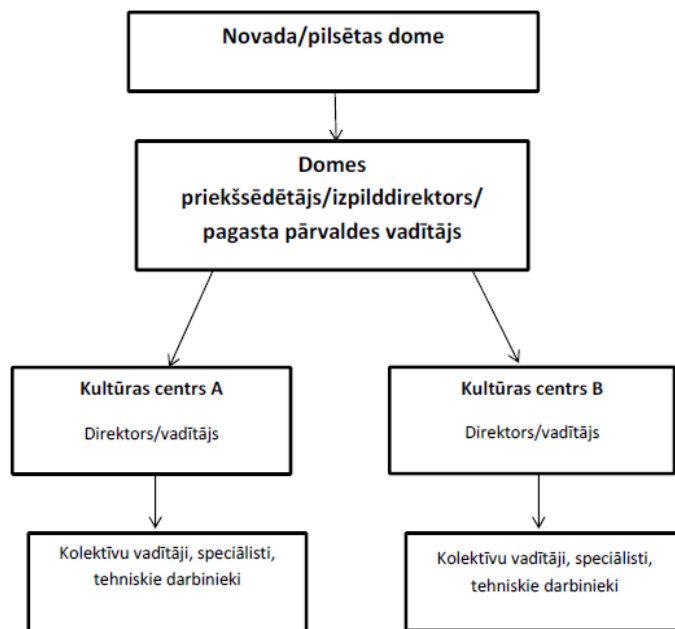 Novada/pilsētas dome
Domes
priekšsēdētājs/izpilddirektors/
pagasta pārvaldes vadītājs
Kultūras centrs A
Direktors/vadītājs
Kultūras centrs B
Direktors/vadītājs
Kolektīvu vadītāji, speciālisti,
tehniskie darbinieki
Kolektīvu vadītāji, speciālisti,
tehniskie darbinieki